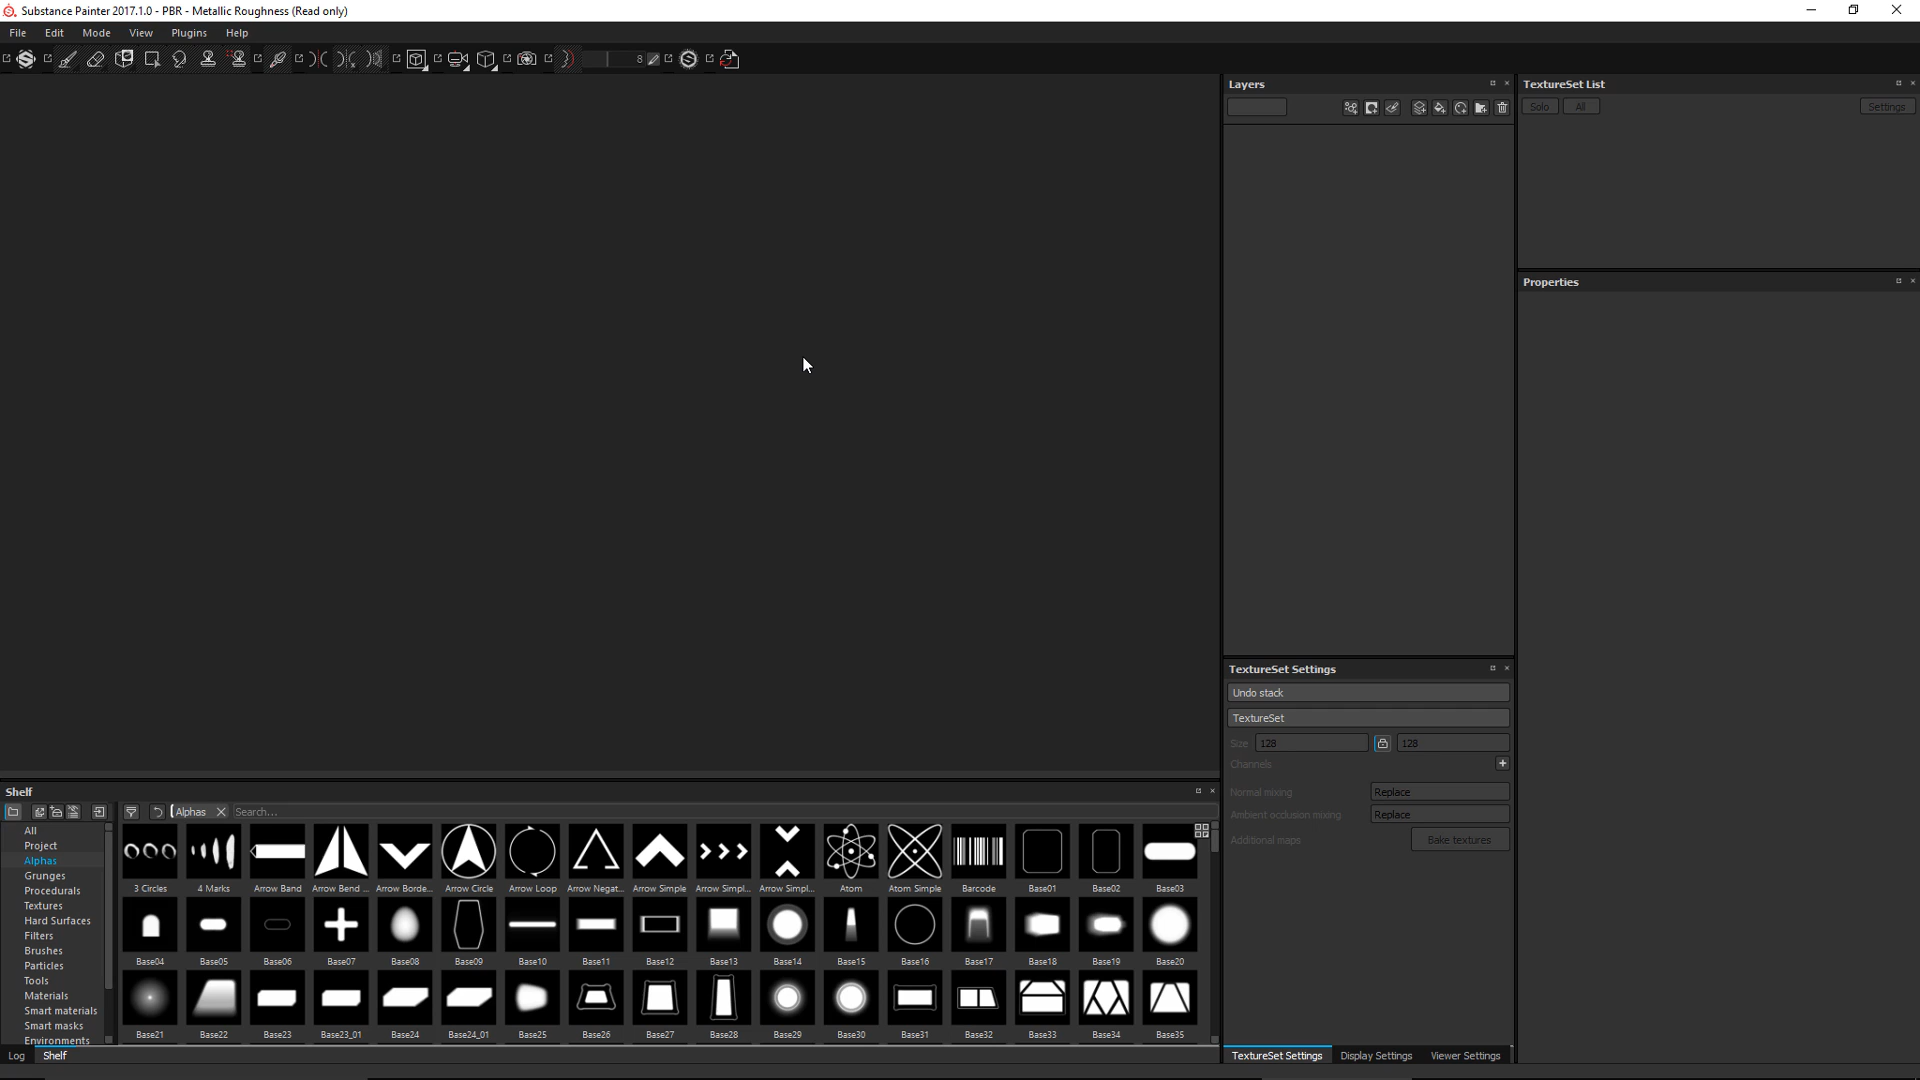 Substance Painter 2017.1.0 - PBR - Metallic Roughness (Read only)
File Edit Mode View Plugins Help
8
Layers
TextureSet List
Solo All Settings
Properties
TextureSet Settings
Undo stack
TextureSet
Size 128 128
Channels
Normal mixing Replace
Ambient occlusion mixing Replace
Additional maps Bake textures
Shelf
Alphas Search...
All
Project
Alphas
Grunges
Procedurals
Textures
Hard Surfaces
Filters
Brushes
Particles
Tools
Materials
Smart materials
Smart masks
Environments
3 Circles 4 Marks Arrow Band Arrow Bend ... Arrow Borde... Arrow Circle Arrow Loop Arrow Negat... Arrow Simple Arrow Simpl... Arrow Simpl... Atom Atom Simple Barcode Base01 Base02 Base03
Base04 Base05 Base06 Base07 Base08 Base09 Base10 Base11 Base12 Base13 Base14 Base15 Base16 Base17 Base18 Base19 Base20
Base21 Base22 Base23 Base23_01 Base24 Base24_01 Base25 Base26 Base27 Base28 Base29 Base30 Base31 Base32 Base33 Base34 Base35
Log Shelf
TextureSet Settings Display Settings Viewer Settings